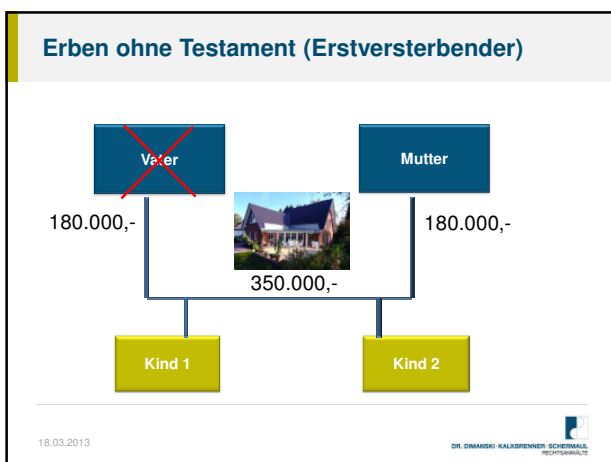 Erben ohne Testament (Erstversterbender)
Vater
Mutter
180.000,-
180.000,-
350.000,-
Kind 1
Kind 2
18.03.2013
DR. DIMANSKI · KALKBRENNER · SCHERMAUL
RECHTSANWÄLTE